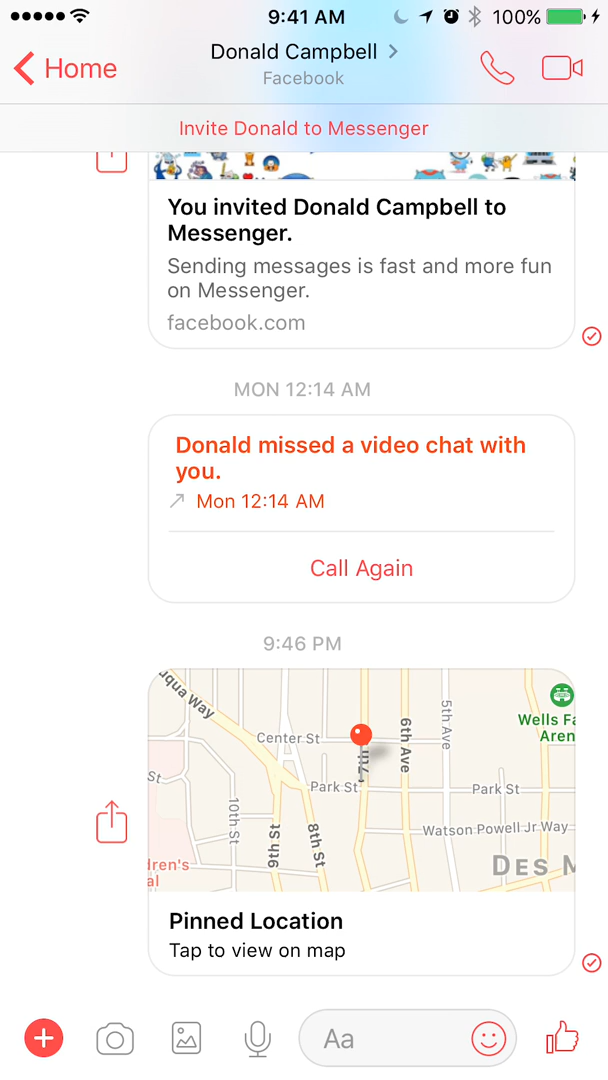 9:41 AM
100%
Home
Donald Campbell
Facebook
Invite Donald to Messenger
You invited Donald Campbell to
Messenger.
Sending messages is fast and more fun
on Messenger.
facebook.com
MON 12:14 AM
Donald missed a video chat with
you.
Mon 12:14 AM
Call Again
9:46 PM
uqua Way
Wells Fa
Aren
5th Ave
6th Ave
Center St
Park St
Park St
St
10th St
9th St
8th St
Watson Powell Jr Way
DES M
dren's
al
Pinned Location
Tap to view on map
Aa